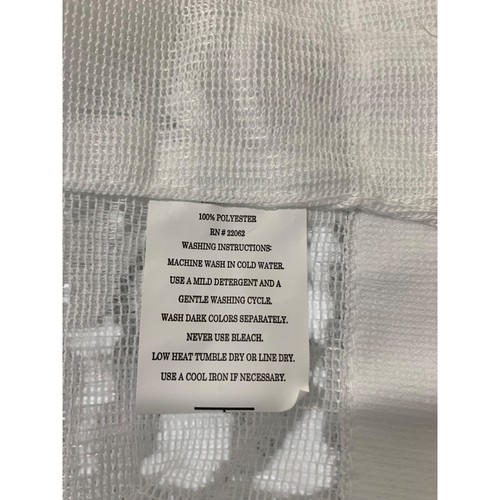 100% POLYESTER
RN # 22062
WASHING INSTRUCTIONS:
MACHINE WASH IN COLD WATER.
USE A MILD DETERGENT AND A
GENTLE WASHING CYCLE.
WASH DARK COLORS SEPARATELY.
NEVER USE BLEACH.
LOW HEAT TUMBLE DRY OR LINE DRY.
USE A COOL IRON IF NECESSARY.